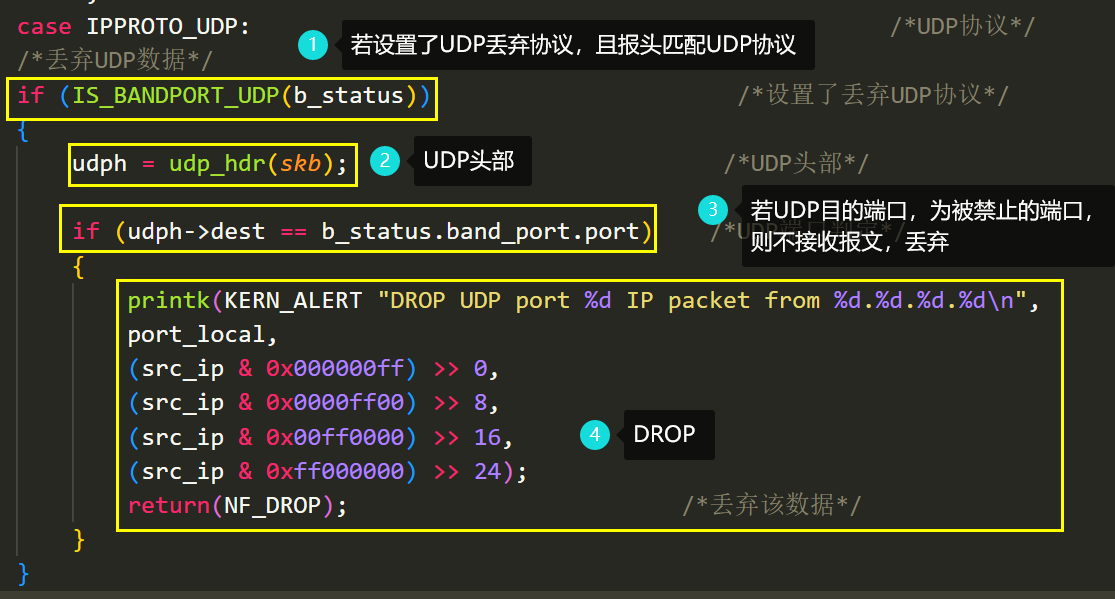 case IPPROTO_UDP: /*UDP协议*/
1 若设置了UDP丢弃协议，且报头匹配UDP协议
/*丢弃UDP数据*/
if (IS_BANDPORT_UDP(b_status)) /*设置了丢弃UDP协议*/
{
udph = udp_hdr(skb); 2 UDP头部 /*UDP头部*/
if (udph->dest == b_status.band_port.port)
3 若UDP目的端口，为被禁止的端口，
则不接收报文，丢弃
{
printk(KERN_ALERT "DROP UDP port %d IP packet from %d.%d.%d.%d\n",
port_local,
(src_ip & 0x000000ff) >> 0,
(src_ip & 0x0000ff00) >> 8,
(src_ip & 0x00ff0000) >> 16,
4 DROP
(src_ip & 0xff000000) >> 24);
return(NF_DROP); /*丢弃该数据*/
}
}